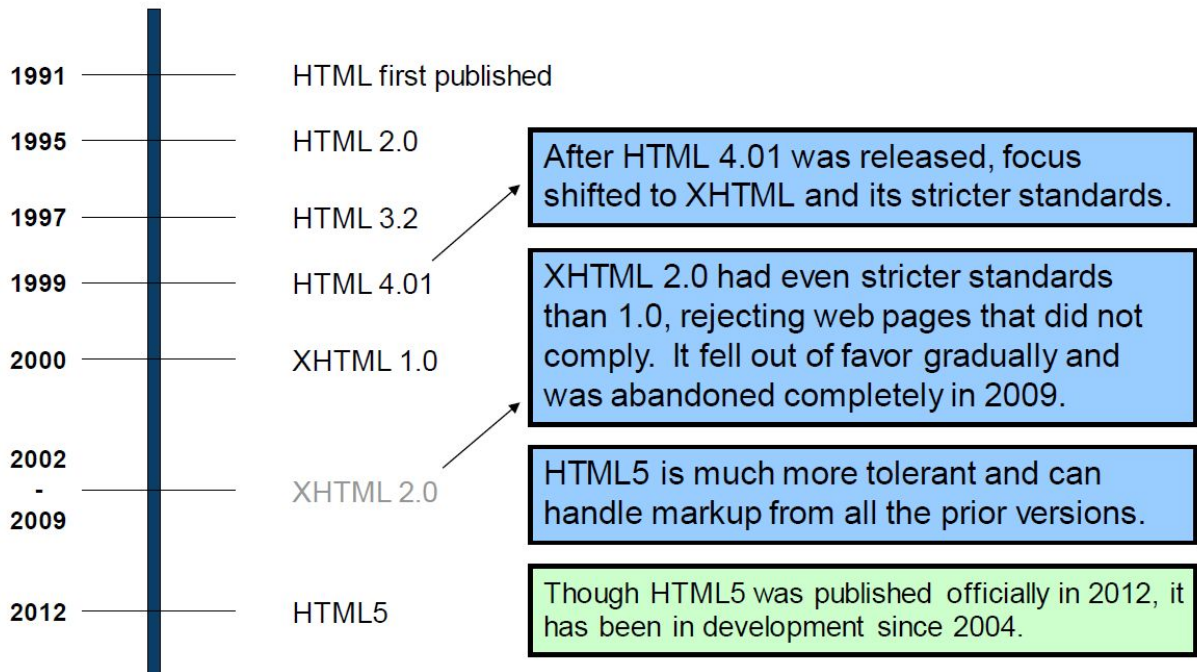 1991 HTML first published
1995 HTML 2.0
After HTML 4.01 was released, focus
shifted to XHTML and its stricter standards.
1997 HTML 3.2
1999 HTML 4.01
XHTML 2.0 had even stricter standards
than 1.0, rejecting web pages that did not
comply. It fell out of favor gradually and
was abandoned completely in 2009.
2000 XHTML 1.0
2002
-
2009
XHTML 2.0
HTML5 is much more tolerant and can
handle markup from all the prior versions.
2012 HTML5
Though HTML5 was published officially in 2012, it
has been in development since 2004.